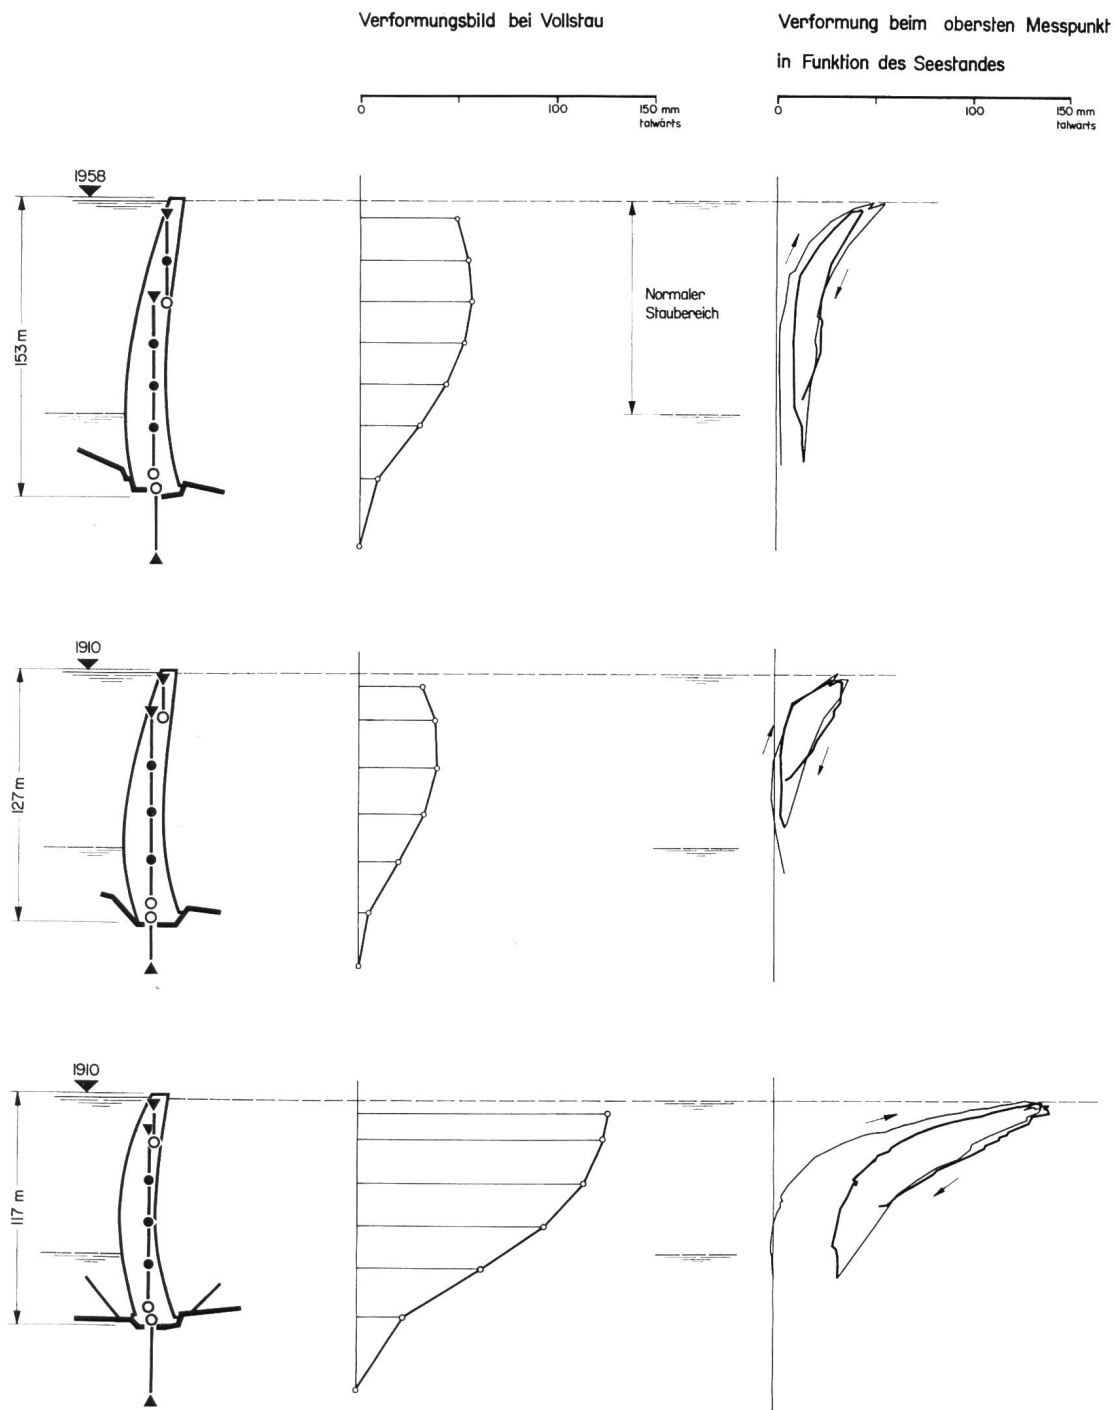 Verformungsbild bei Vollstau
Verformung beim obersten Messpunkt
in Funktion des Seestandes
0 100 150 mm
talwärts
0 100 150 mm
talwärts
1958
153 m
Normaler
Staubereich
1910
127 m
1910
117 m